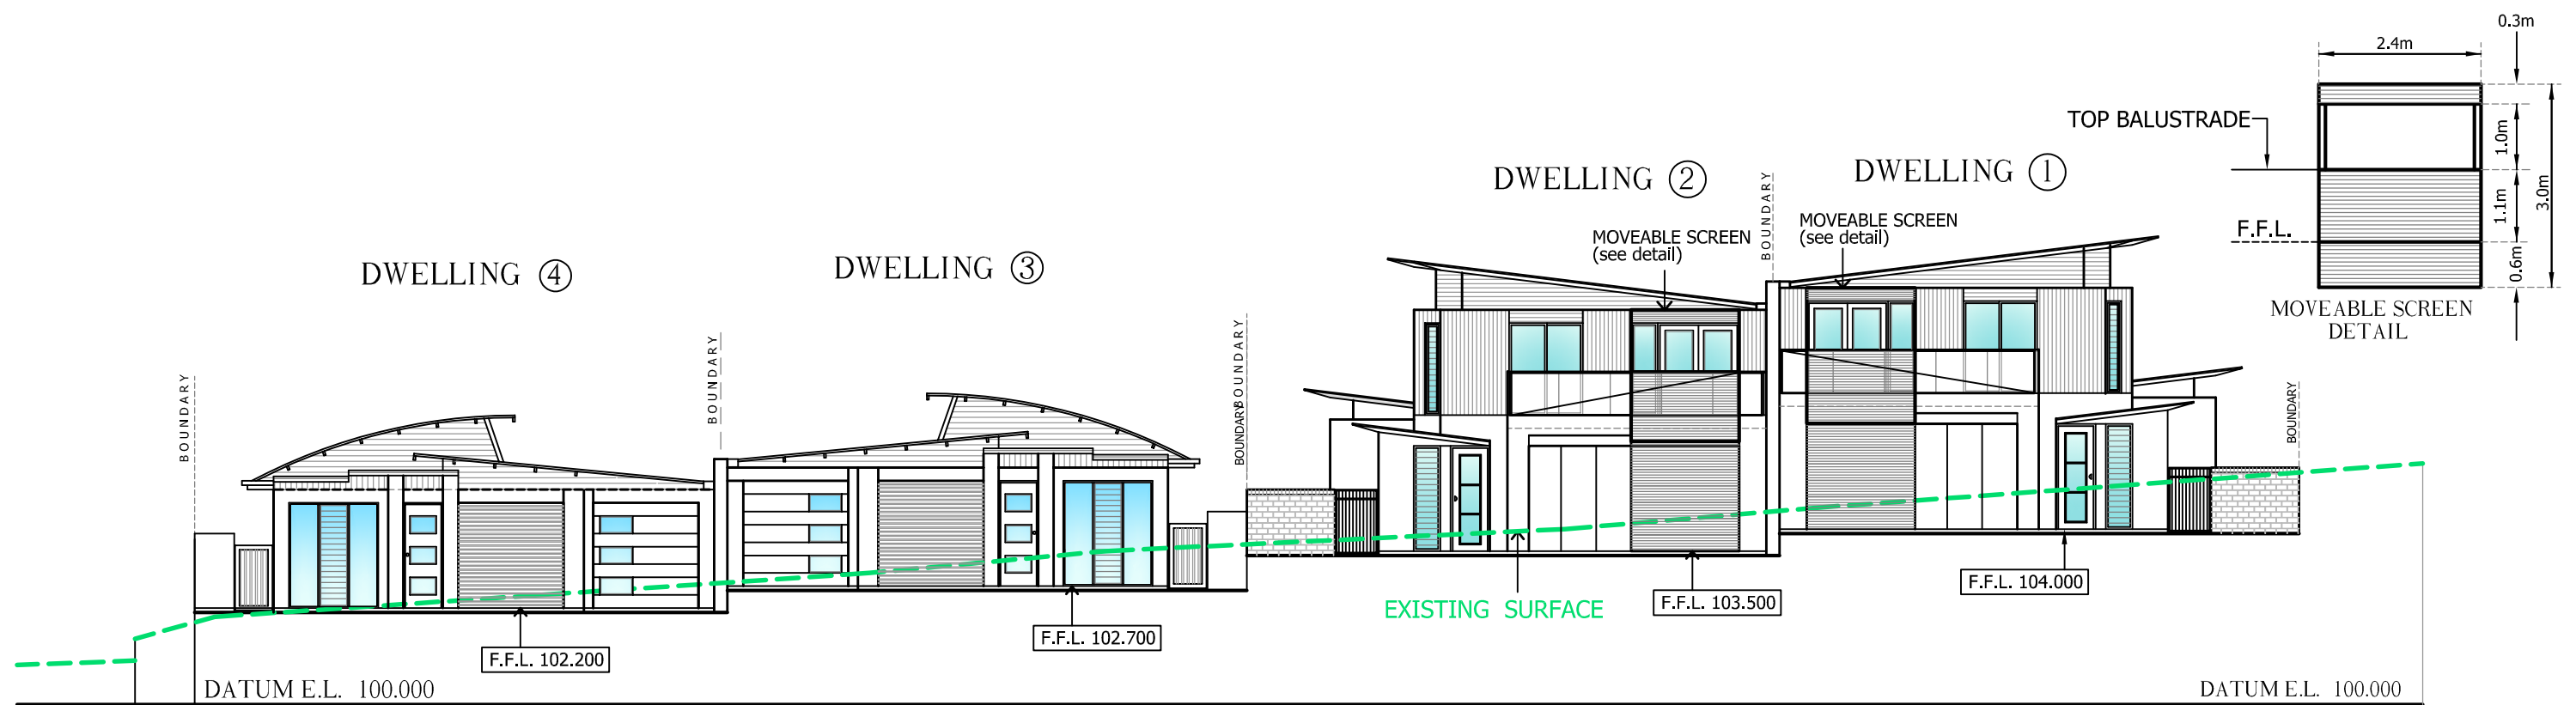 0.3m
2.4m
TOP BALUSTRADE
1.0m
1.1m
3.0m
F.F.L.
0.6m
MOVEABLE SCREEN
DETAIL
DWELLING 4
DWELLING 3
DWELLING 2
DWELLING 1
MOVEABLE SCREEN
(see detail)
MOVEABLE SCREEN
(see detail)
BOUNDARY
BOUNDARY
BOUNDARY
BOUNDARY
BOUNDARY
BOUNDARY
EXISTING SURFACE
F.F.L. 102.200
F.F.L. 102.700
F.F.L. 103.500
F.F.L. 104.000
DATUM E.L. 100.000
DATUM E.L. 100.000